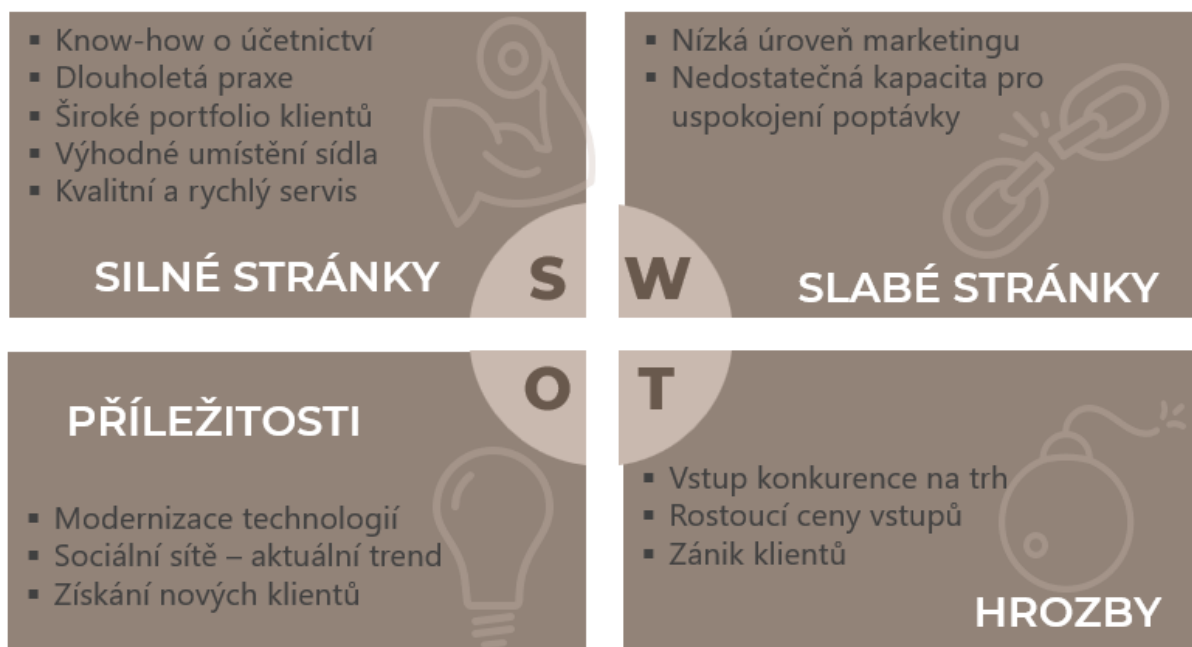 ▪ Know-how o účetnictví
▪ Dlouholetá praxe
▪ Široké portfolio klientů
▪ Výhodné umístění sídla
▪ Kvalitní a rychlý servis
SILNÉ STRÁNKY
S
▪ Nízká úroveň marketingu
▪ Nedostatečná kapacita pro
uspokojení poptávky
W
SLABÉ STRÁNKY
O
PŘÍLEŽITOSTI
▪ Modernizace technologií
▪ Sociální sítě – aktuální trend
▪ Získání nových klientů
T
▪ Vstup konkurence na trh
▪ Rostoucí ceny vstupů
▪ Zánik klientů
HROZBY